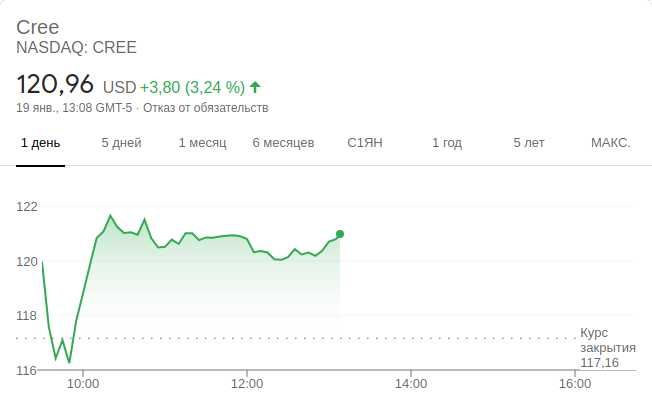 Cree
NASDAQ: CREE
120,96 USD +3,80 (3,24 %)
19 янв., 13:08 GMT-5 · Отказ от обязательств
1 день 5 дней 1 месяц 6 месяцев С1ЯН 1 год 5 лет МАКС.
122
120
118
116
Курс
закрытия
117,16
10:00 12:00 14:00 16:00